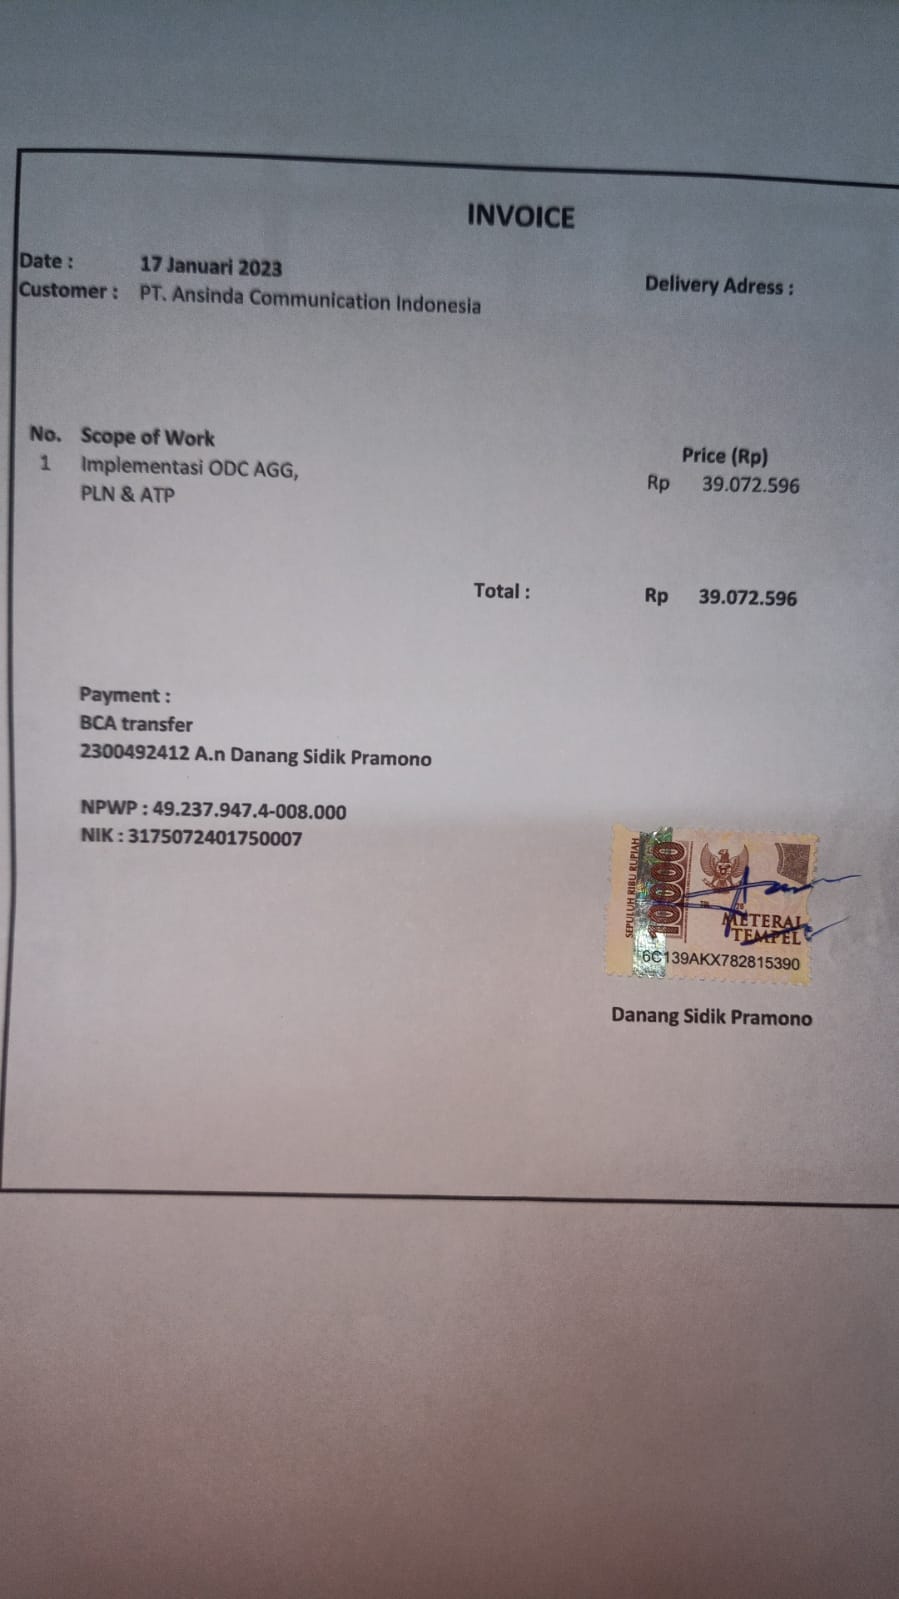 INVOICE
Date : 17 Januari 2023
Customer : PT. Ansinda Communication Indonesia
Delivery Adress :
No. Scope of Work
Price (Rp)
1 Implementasi ODC AGG,
Rp 39.072.596
PLN & ATP
Total : Rp 39.072.596
Payment :
BCA transfer
2300492412 A.n Danang Sidik Pramono
NPWP : 49.237.947.4-008.000
NIK : 3175072401750007
SEPULUH RIBU RUPIAH
10000
METERAI
TEMPEL
6C139AKX782815390
Danang Sidik Pramono